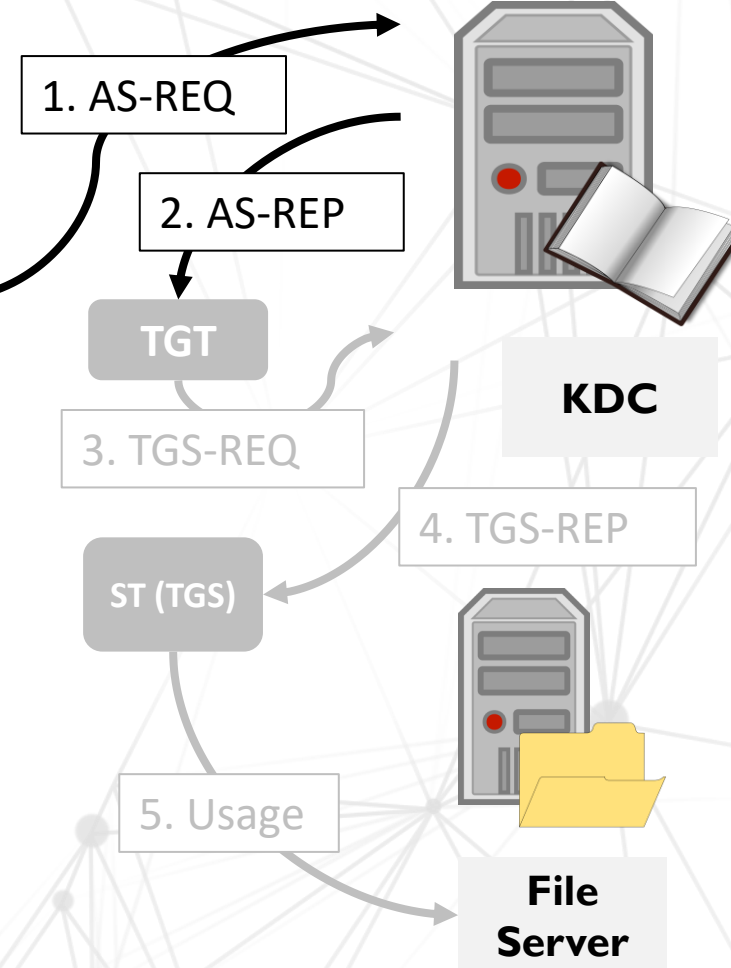 1. AS-REQ
2. AS-REP
TGT
KDC
3. TGS-REQ
4. TGS-REP
ST (TGS)
5. Usage
File
Server